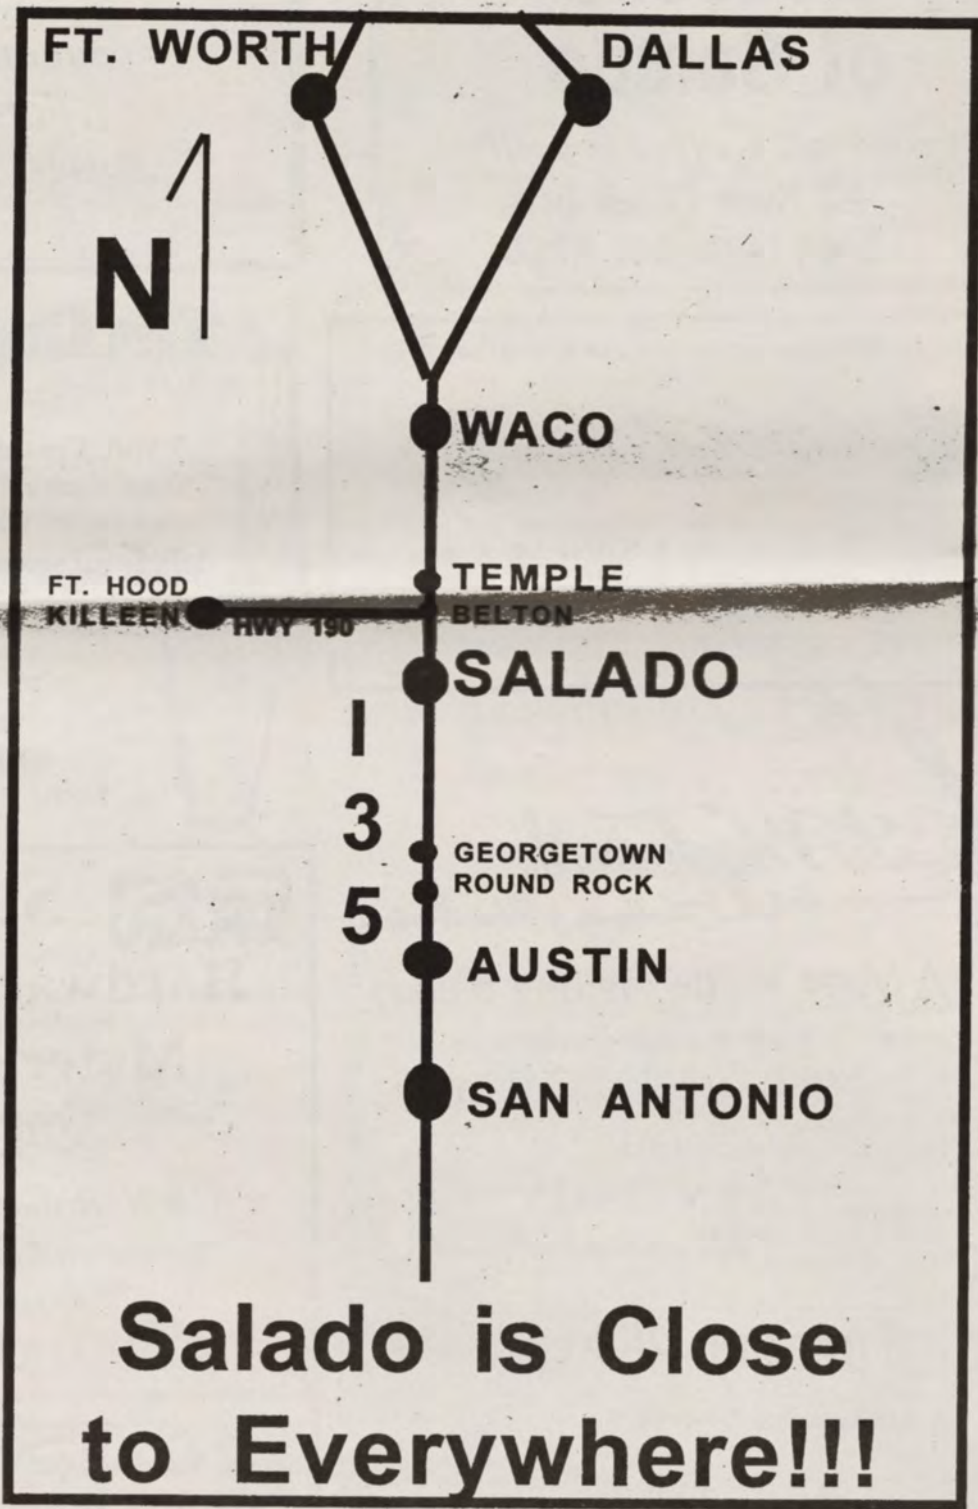 FT. WORTH
DALLAS
N
WACO
TEMPLE
FT. HOOD
KILLEEN
HWY 190
BELTON
SALADO
I
3
5
GEORGETOWN
ROUND ROCK
AUSTIN
SAN ANTONIO
Salado is Close
to Everywhere!!!